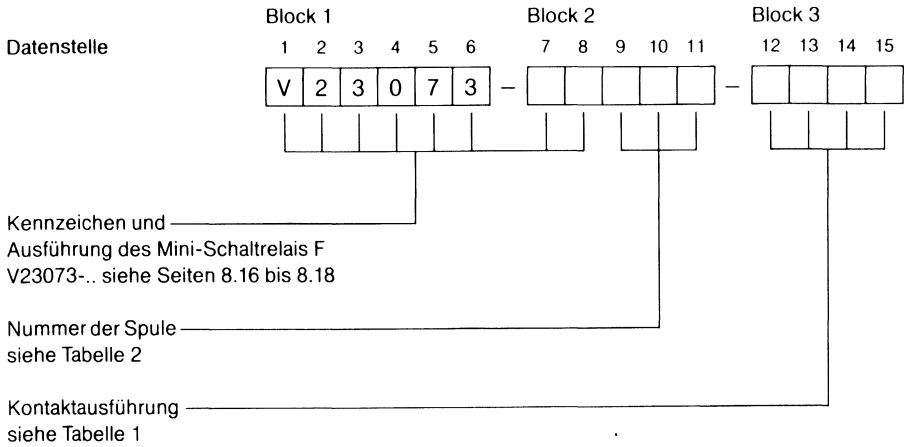 Block 1 Block 2 Block 3
Datenstelle 1 2 3 4 5 6 7 8 9 10 11 12 13 14 15
V 2 3 0 7 3 – –
Kennzeichen und
Ausführung des Mini-Schaltrelais F
V23073-.. siehe Seiten 8.16 bis 8.18
Nummer der Spule
siehe Tabelle 2
Kontaktausführung
siehe Tabelle 1